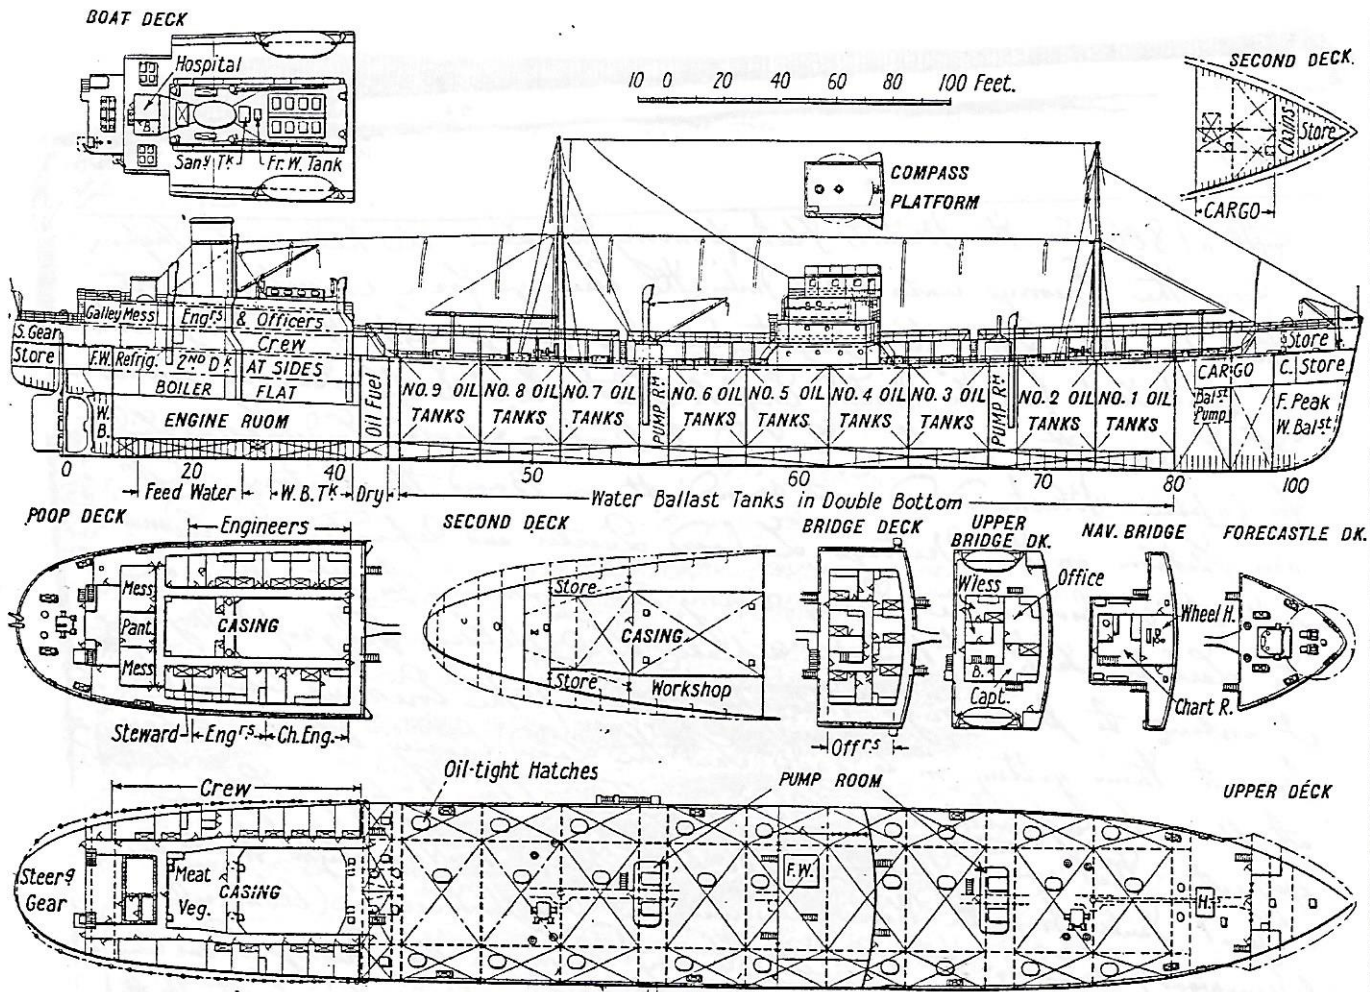 BOAT DECK
Hospital
B.
Sanʸ Tᵏ Fr. W. Tank
10 0 20 40 60 80 100 Feet.
COMPASS
PLATFORM
SECOND DECK.
Chains
Store
CARGO
Galley Mess Engʳˢ & Officers
S. Gear Crew Store
Store F.W. Refrig. 2ᴺᴰ Dᴷ AT SIDES CARGO C. Store
BOILER FLAT
W. B. ENGINE ROOM Oil Fuel
NO. 9 OIL TANKS
NO. 8 OIL TANKS
NO. 7 OIL TANKS
PUMP Rᴹ
NO. 6 OIL TANKS
NO. 5 OIL TANKS
NO. 4 OIL TANKS
NO. 3 OIL TANKS
PUMP Rᴹ
NO. 2 OIL TANKS
NO. 1 OIL TANKS
Balˢᵗ Pump
F. Peak
W. Balˢᵗ
0 20 40 50 60 70 80 100
Feed Water W.B.Tᵏ Dry Water Ballast Tanks in Double Bottom
POOP DECK
Engineers
Mess
Pant.
Mess
CASING
Steward Engʳˢ Ch. Eng.
SECOND DECK
Store
CASING
Store
Workshop
BRIDGE DECK
Offʳˢ
UPPER
BRIDGE DK.
W'less
Office
B.
Capt.
NAV. BRIDGE
Wheel H.
Chart R.
FORECASTLE DK.
Crew
Oil-tight Hatches
PUMP ROOM
UPPER DECK
Steerᵍ
Gear
Meat
Veg.
CASING
F.W.
H.